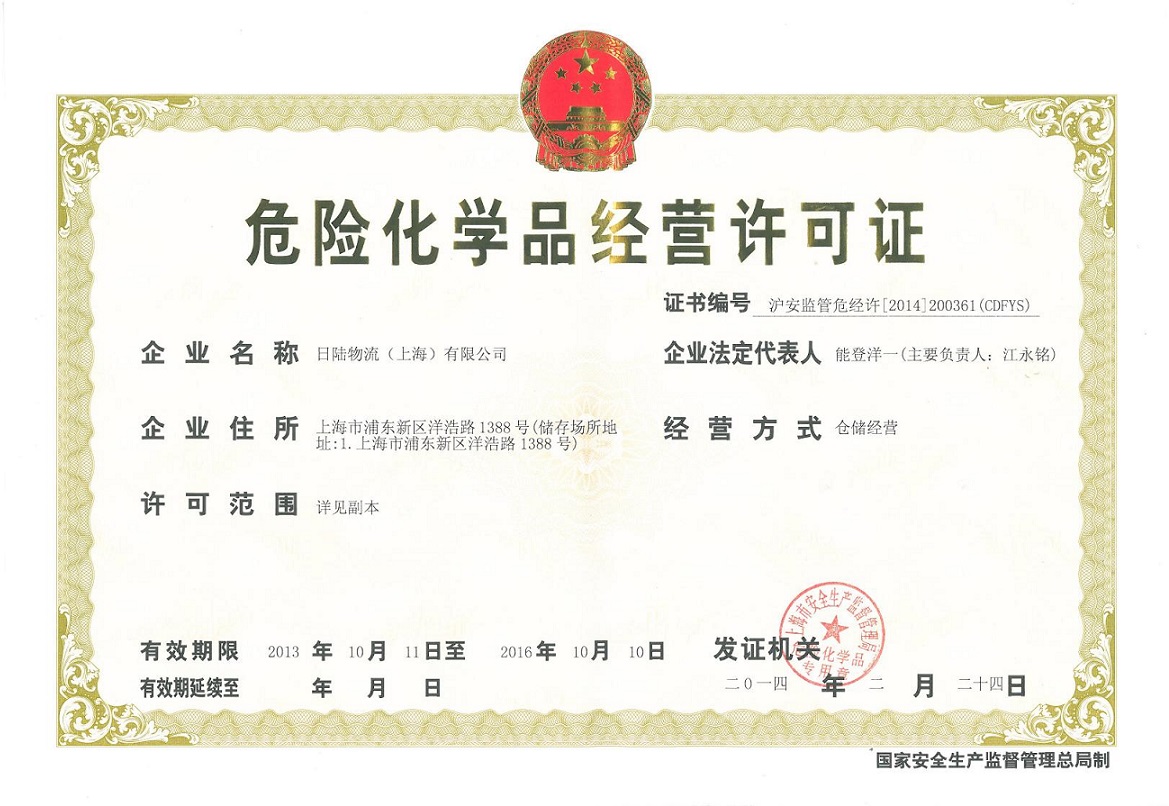 危险化学品经营许可证
证书编号 沪安监管危经许[2014]200361(CDFYS)
企业名称 日陆物流（上海）有限公司
企业法定代表人 能登洋一(主要负责人：江永铭)
企业住所 上海市浦东新区洋浩路1388号(储存场所地
址:1.上海市浦东新区洋浩路1388号)
经营方式 仓储经营
许可范围 详见副本
有效期限 2013 年 10 月 11 日至 2016 年 10 月 10 日
发证机关
上海市安全生产监督管理局
危险化学品
专用章
有效期延续至 年 月 日
二0一四 年 二 月 二十四日
国家安全生产监督管理总局制